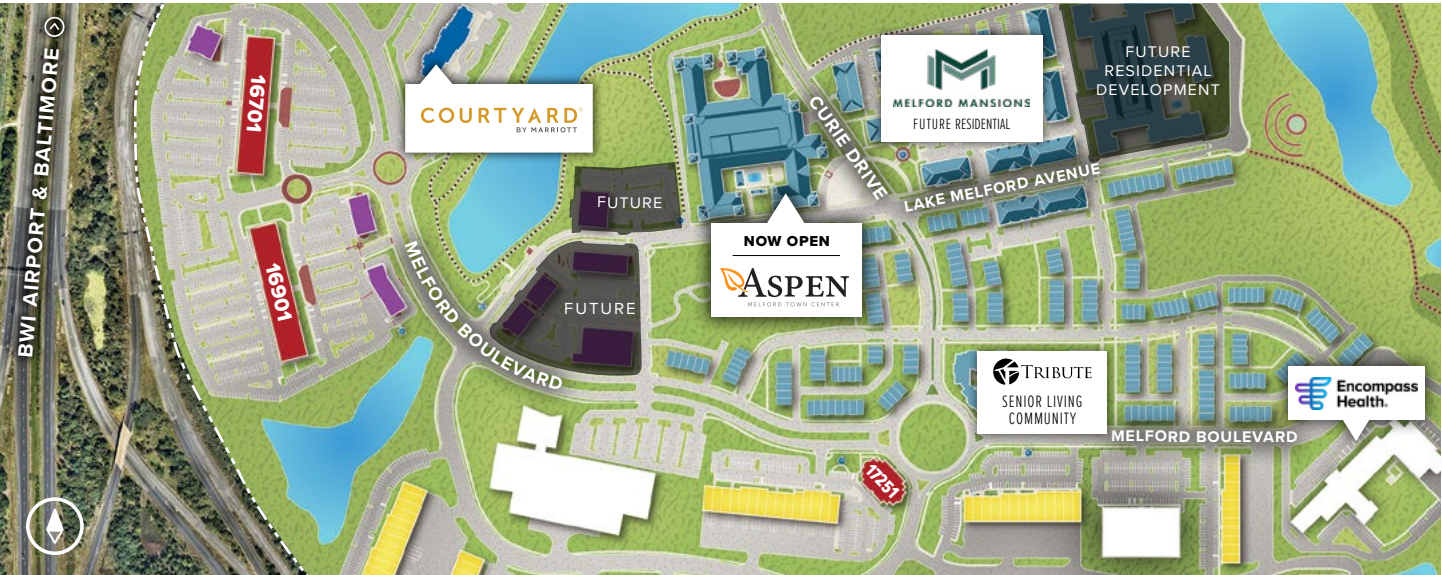 BWI AIRPORT & BALTIMORE
16701
16901
COURTYARD®
BY MARRIOTT
MELFORD BOULEVARD
FUTURE
FUTURE
NOW OPEN
ASPEN
MELFORD TOWN CENTER
CURIE DRIVE
MELFORD MANSIONS
FUTURE RESIDENTIAL
FUTURE
RESIDENTIAL
DEVELOPMENT
LAKE MELFORD AVENUE
TRIBUTE
SENIOR LIVING
COMMUNITY
Encompass
Health.
MELFORD BOULEVARD
17251